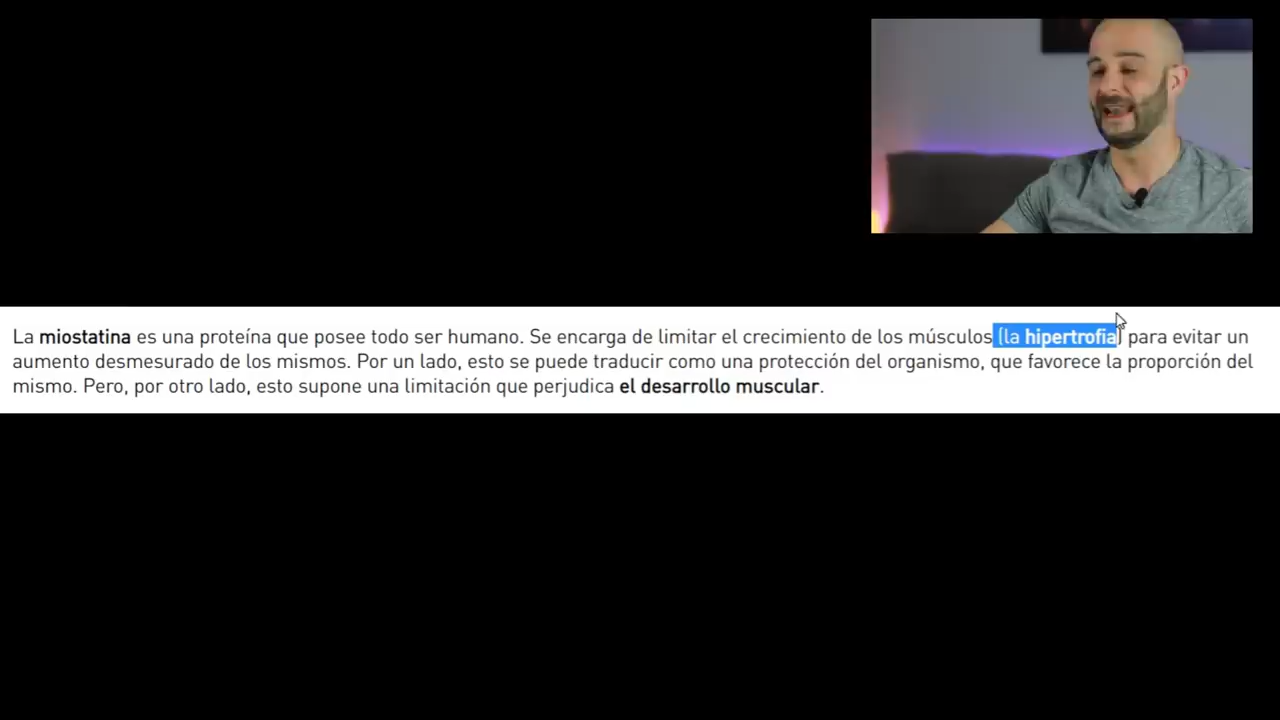 La miostatina es una proteína que posee todo ser humano. Se encarga de limitar el crecimiento de los músculos (la hipertrofia) para evitar un
aumento desmesurado de los mismos. Por un lado, esto se puede traducir como una protección del organismo, que favorece la proporción del
mismo. Pero, por otro lado, esto supone una limitación que perjudica el desarrollo muscular.